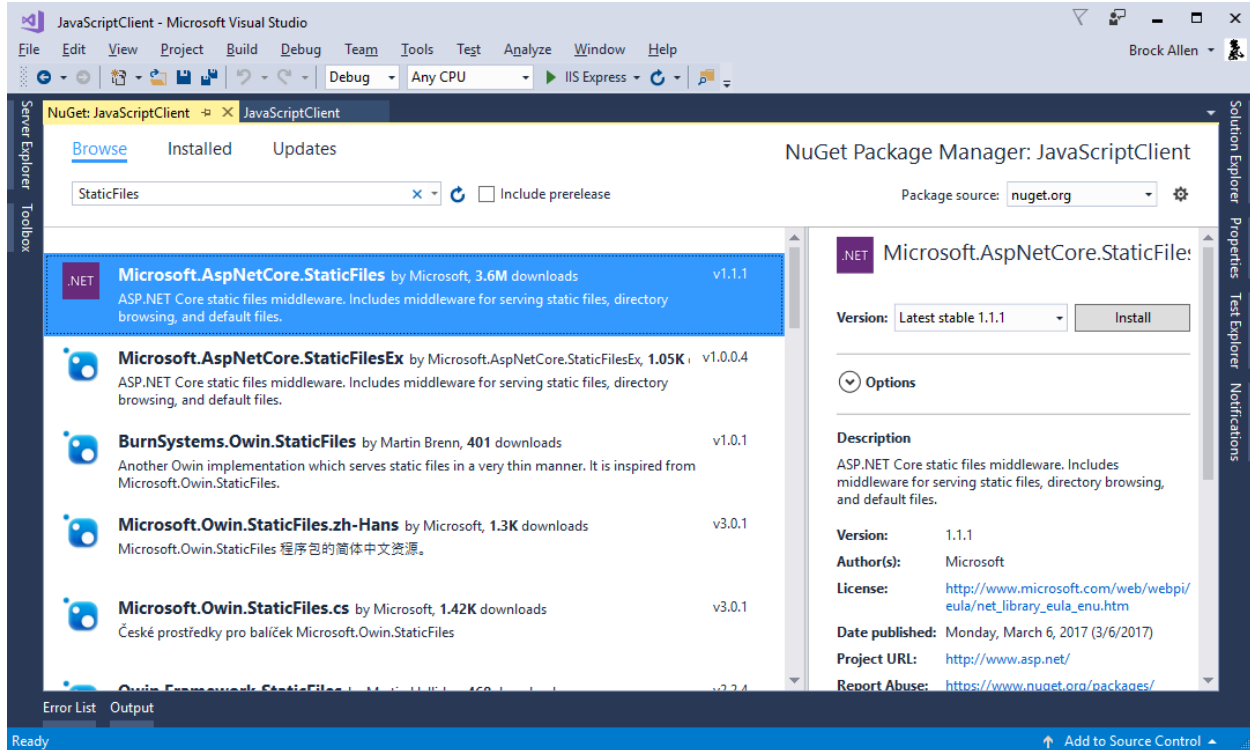 JavaScriptClient - Microsoft Visual Studio
File Edit View Project Build Debug Team Tools Test Analyze Window Help
Brock Allen
Debug Any CPU IIS Express
Server Explorer
Toolbox
NuGet: JavaScriptClient JavaScriptClient
Browse Installed Updates
NuGet Package Manager: JavaScriptClient
StaticFiles Include prerelease
Package source: nuget.org
.NET
Microsoft.AspNetCore.StaticFiles by Microsoft, 3.6M downloads v1.1.1
ASP.NET Core static files middleware. Includes middleware for serving static files, directory
browsing, and default files.
Microsoft.AspNetCore.StaticFilesEx by Microsoft.AspNetCore.StaticFilesEx, 1.05K v1.0.0.4
ASP.NET Core static files middleware. Includes middleware for serving static files, directory
browsing, and default files.
BurnSystems.Owin.StaticFiles by Martin Brenn, 401 downloads v1.0.1
Another Owin implementation which serves static files in a very thin manner. It is inspired from
Microsoft.Owin.StaticFiles.
Microsoft.Owin.StaticFiles.zh-Hans by Microsoft, 1.3K downloads v3.0.1
Microsoft.Owin.StaticFiles 程序包的简体中文资源。
Microsoft.Owin.StaticFiles.cs by Microsoft, 1.42K downloads v3.0.1
České prostředky pro balíček Microsoft.Owin.StaticFiles
.NET
Microsoft.AspNetCore.StaticFiles
Version: Latest stable 1.1.1 Install
Options
Description
ASP.NET Core static files middleware. Includes
middleware for serving static files, directory browsing,
and default files.
Version: 1.1.1
Author(s): Microsoft
License: http://www.microsoft.com/web/webpi/
eula/net_library_eula_enu.htm
Date published: Monday, March 6, 2017 (3/6/2017)
Project URL: http://www.asp.net/
Report Abuse: https://www.nuget.org/packages/
Solution Explorer
Properties
Test Explorer
Notifications
Error List Output
Ready
Add to Source Control